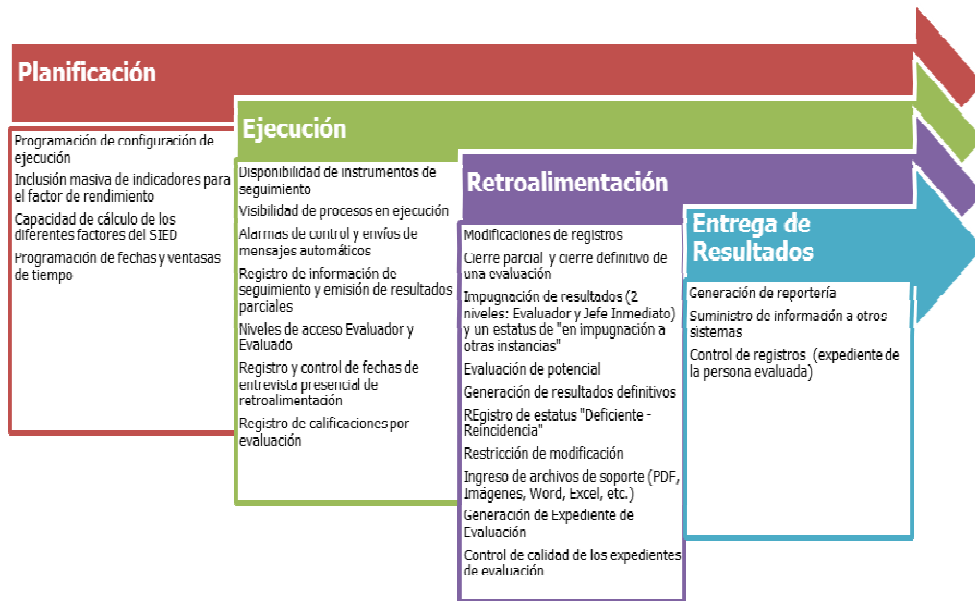 Planificación
Programación de configuración de
ejecución
Inclusión masiva de indicadores para
el factor de rendimiento
Capacidad de cálculo de los
diferentes factores del SIED
Programación de fechas y ventasas
de tiempo
Ejecución
Disponibilidad de instrumentos de
seguimiento
Visibilidad de procesos en ejecución
Alarmas de control y envíos de
mensajes automáticos
Registro de información de
seguimiento y emisión de resultados
parciales
Niveles de acceso Evaluador y
Evaluado
Registro y control de fechas de
entrevista presencial de
retroalimentación
Registro de calificaciones por
evaluación
Retroalimentación
Modificaciones de registros
Cierre parcial y cierre definitivo de
una evaluación
Impugnación de resultados (2
niveles: Evaluador y Jefe Inmediato)
y un estatus de "en impugnación a
otras instancias"
Evaluación de potencial
Generación de resultados definitivos
REgistro de estatus "Deficiente -
Reincidencia"
Restricción de modificación
Ingreso de archivos de soporte (PDF,
Imágenes, Word, Excel, etc.)
Generación de Expediente de
Evaluación
Control de calidad de los expedientes
de evaluación
Entrega de
Resultados
Generación de reportería
Suministro de información a otros
sistemas
Control de registros (expediente de
la persona evaluada)